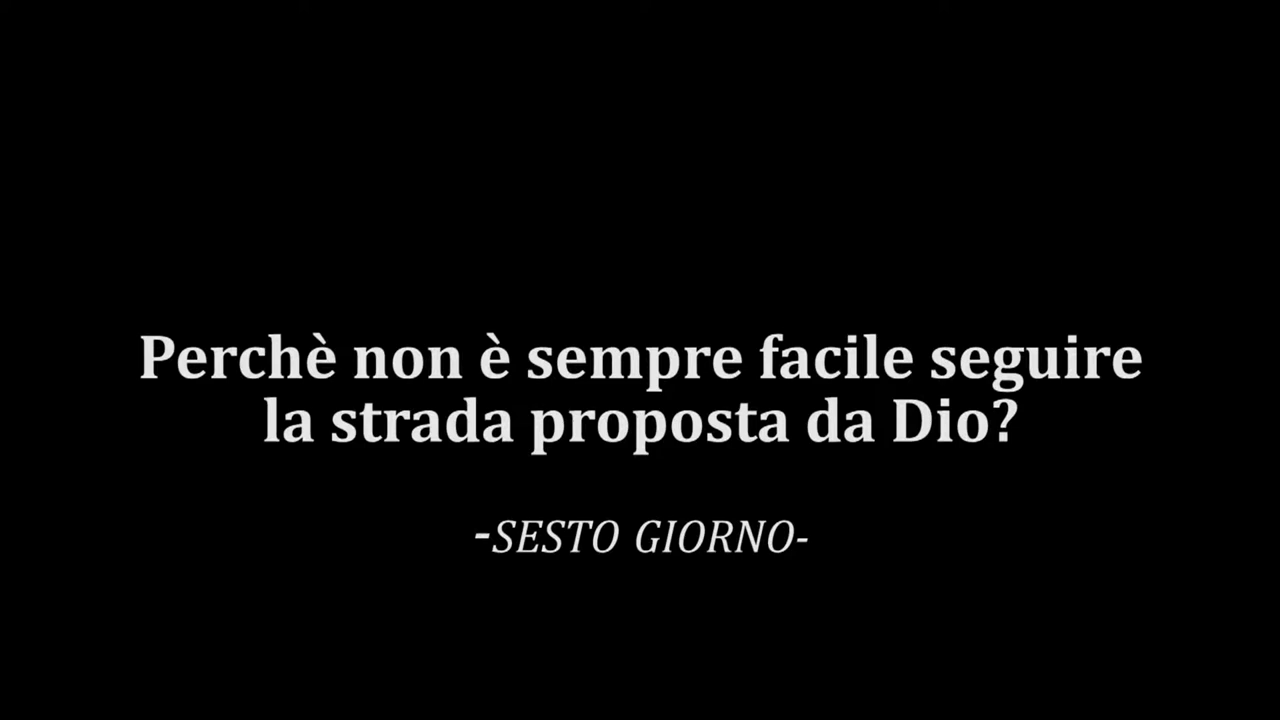 Perchè non è sempre facile seguire
la strada proposta da Dio?
-SESTO GIORNO-